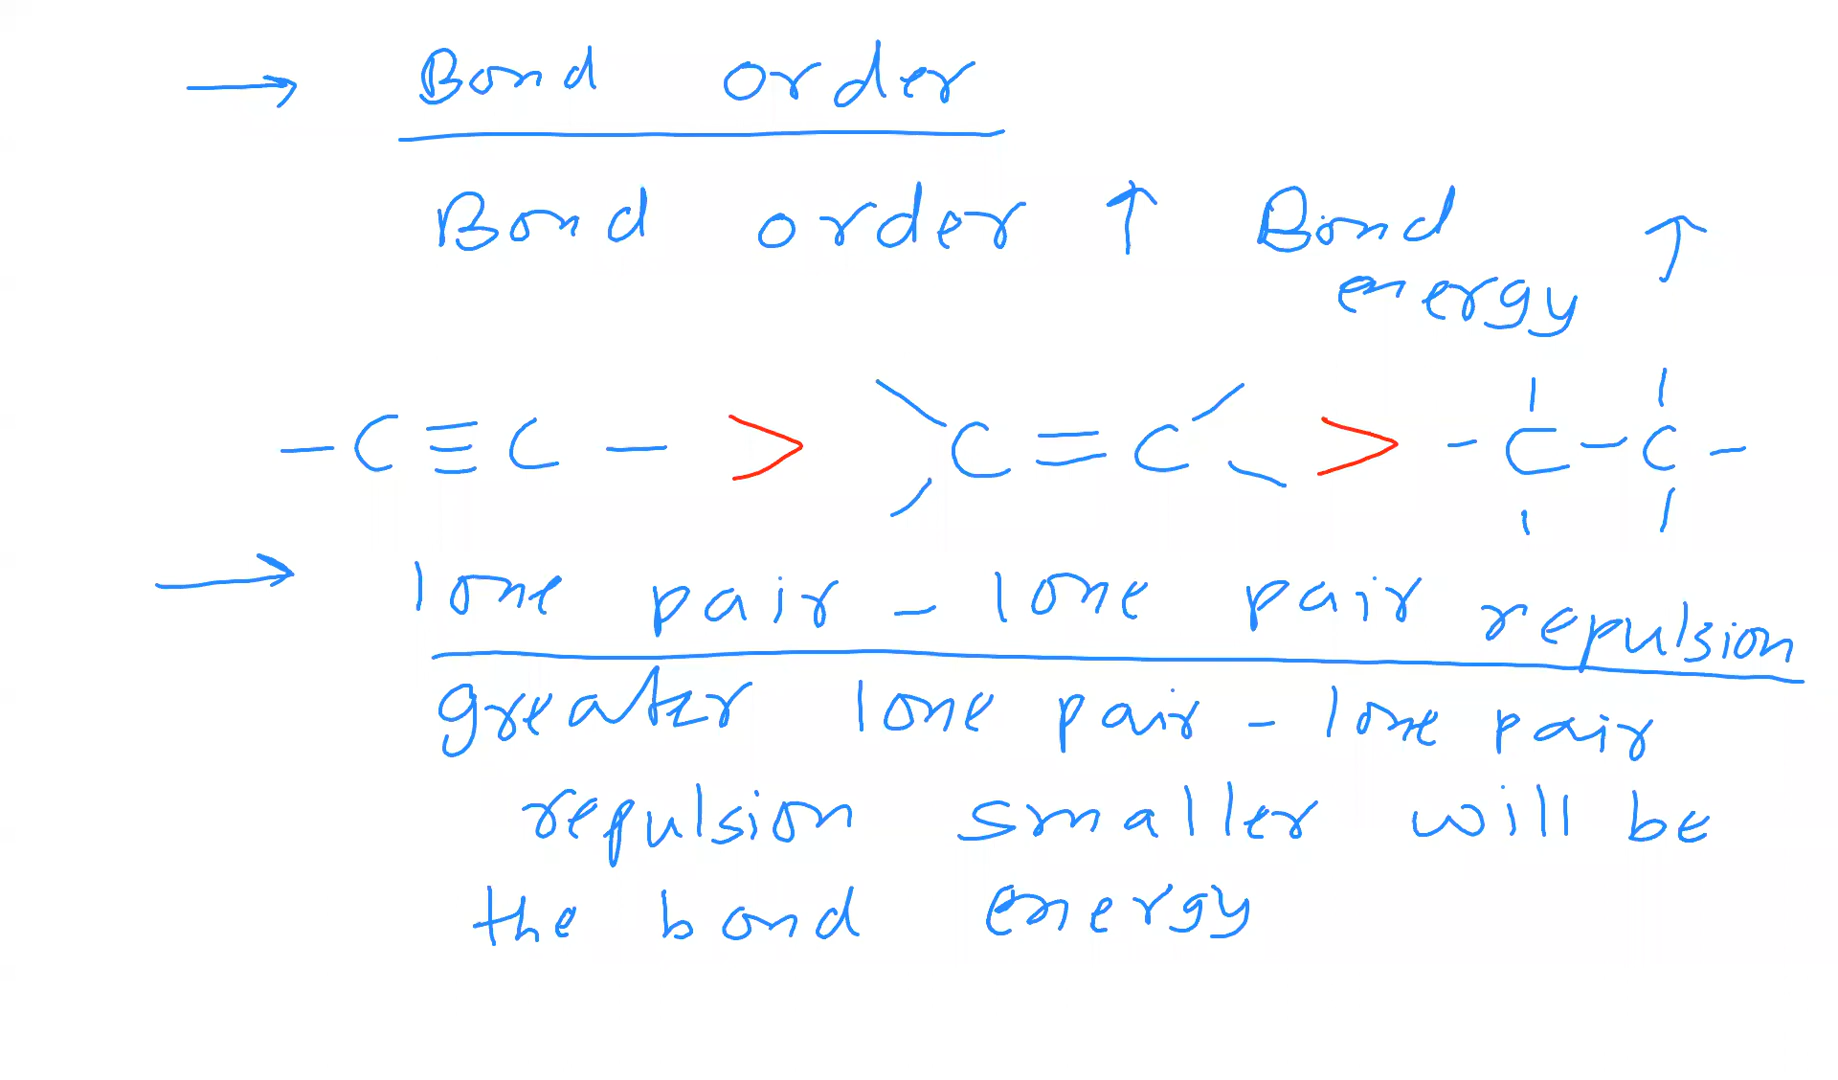 → Bond order
Bond order ↑ Bond energy ↑
-C≡C- > C=C > -C-C-
→ lone pair - lone pair repulsion
greater lone pair - lone pair
repulsion smaller will be
the bond energy